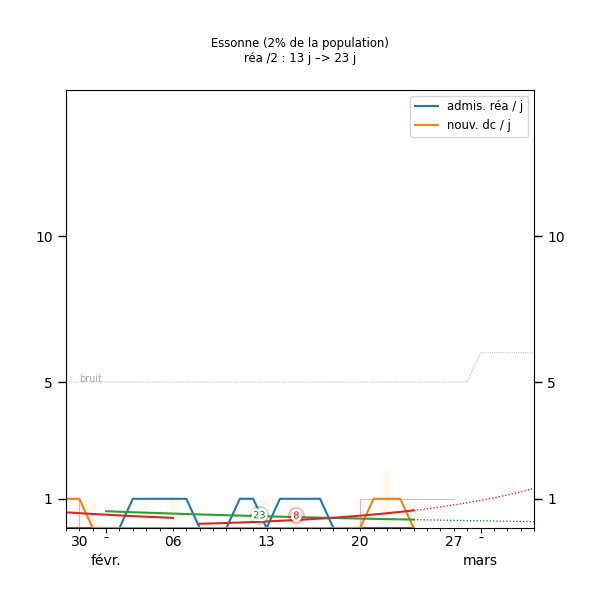 Essonne (2% de la population)
réa /2 : 13 j –> 23 j
admis. réa / j
nouv. dc / j
10 10
bruit
5 5
23 8
1 1
30 - 06 13 20 27 -
févr. mars